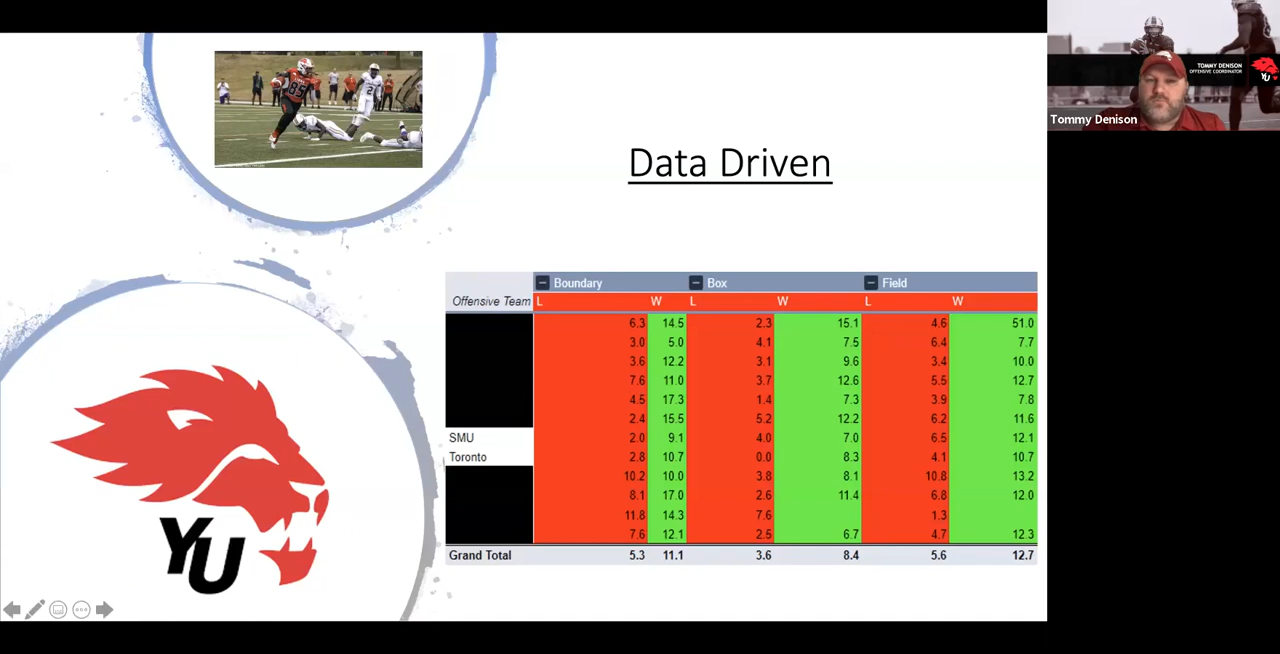 Data Driven
Boundary Box Field
Offensive Team L W L W L W
6.3 14.5 2.3 15.1 4.6 51.0
3.0 5.0 4.1 7.5 6.4 7.7
3.6 12.2 3.1 9.6 3.4 10.0
7.6 11.0 3.7 12.6 5.5 12.7
4.5 17.3 1.4 7.3 3.9 7.8
2.4 15.5 5.2 12.2 6.2 11.6
SMU 2.0 9.1 4.0 7.0 6.5 12.1
Toronto 2.8 10.7 0.0 8.3 4.1 10.7
10.2 10.0 3.8 8.1 10.8 13.2
8.1 17.0 2.6 11.4 6.8 12.0
11.8 14.3 7.6 1.3
7.6 12.1 2.5 6.7 4.7 12.3
Grand Total 5.3 11.1 3.6 8.4 5.6 12.7
YU
85
2
TOMMY DENISON
OFFENSIVE COORDINATOR
YU
Tommy Denison